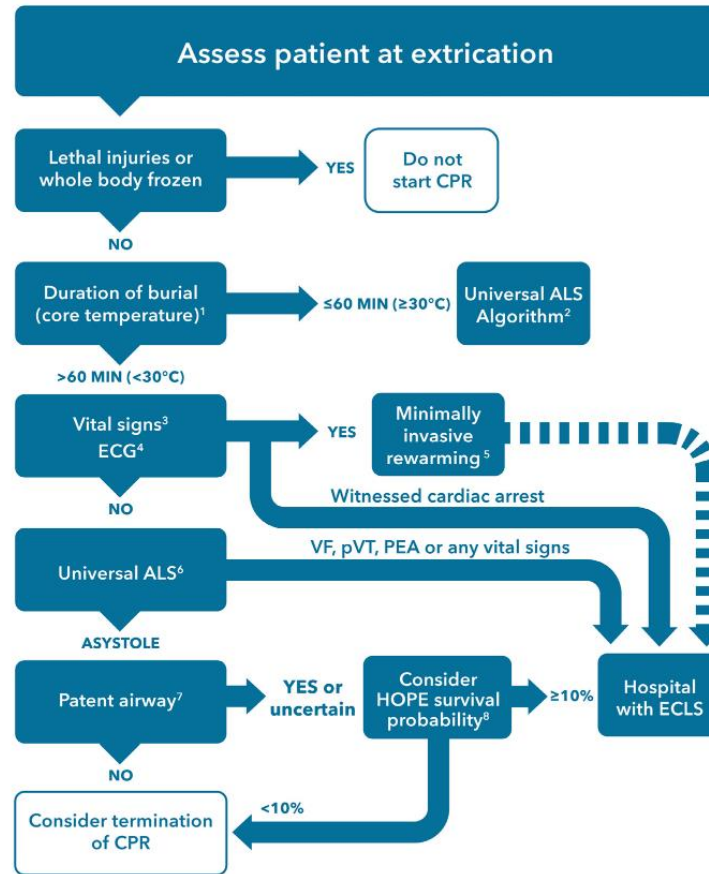 Assess patient at extrication
Lethal injuries or
whole body frozen
YES
Do not
start CPR
NO
Duration of burial
(core temperature)¹
≤60 MIN (≥30°C)
Universal ALS
Algorithm²
>60 MIN (<30°C)
Vital signs³
ECG⁴
YES
Minimally
invasive
rewarming⁵
Witnessed cardiac arrest
NO
VF, pVT, PEA or any vital signs
Universal ALS⁶
ASYSTOLE
Patent airway⁷
YES or
uncertain
Consider
HOPE survival
probability⁸
≥10%
Hospital
with ECLS
NO
<10%
Consider termination
of CPR